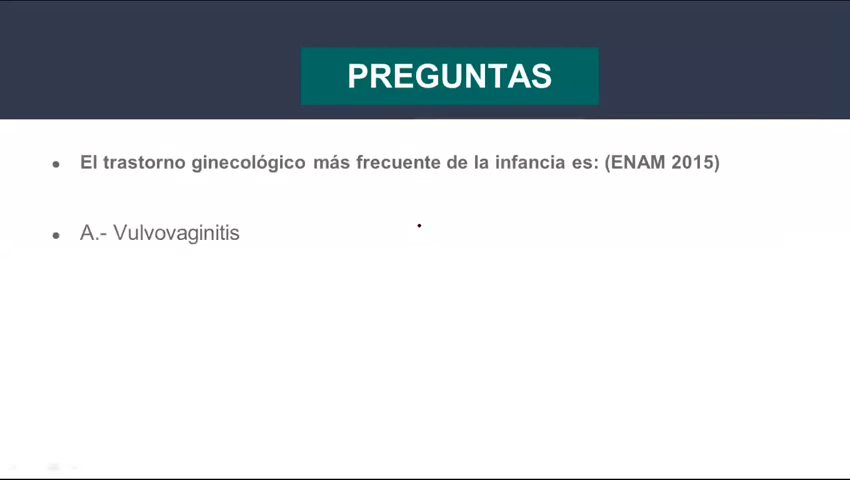 PREGUNTAS
• El trastorno ginecológico más frecuente de la infancia es: (ENAM 2015)
• A.- Vulvovaginitis